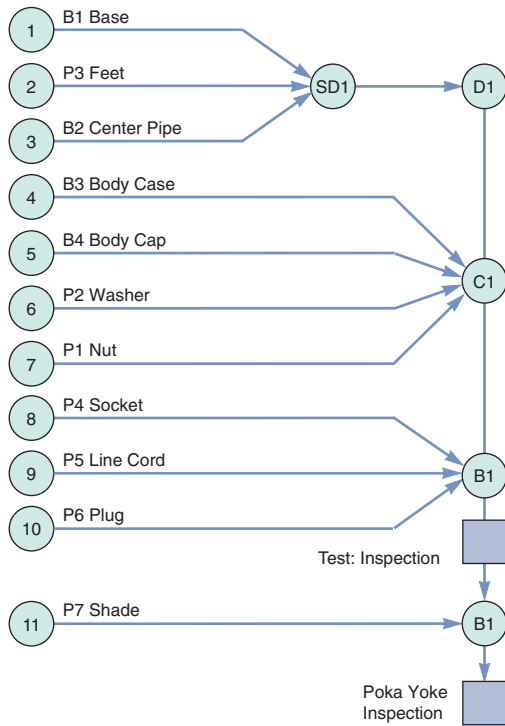 1 B1 Base
2 P3 Feet SD1 D1
3 B2 Center Pipe
4 B3 Body Case
5 B4 Body Cap
C1
6 P2 Washer
7 P1 Nut
8 P4 Socket
9 P5 Line Cord B1
10 P6 Plug
Test: Inspection
11 P7 Shade B1
Poka Yoke
Inspection